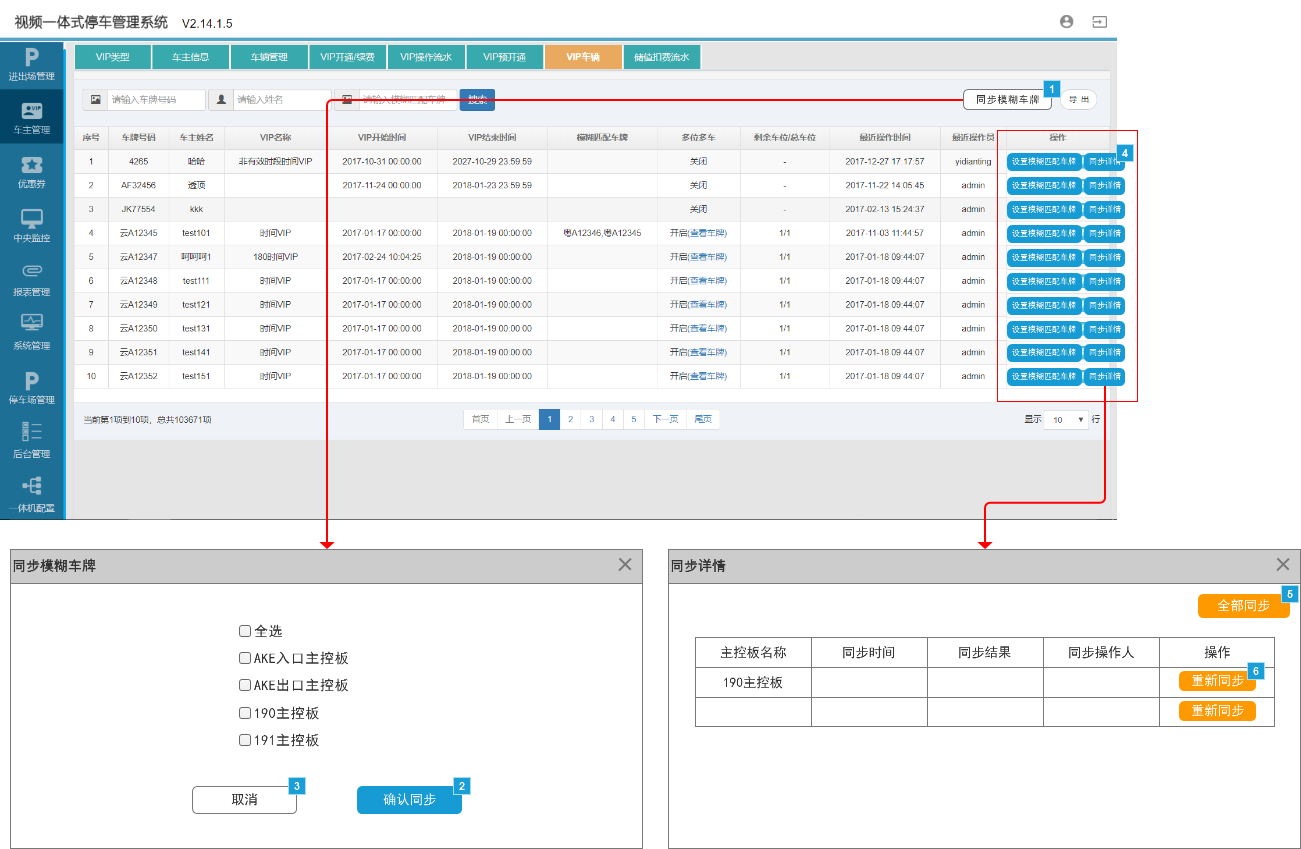 视频一体式停车管理系统 V2.14.1.5
P
进出场管理
车主管理
优惠券
中央监控
报表管理
系统管理
P
停车场管理
后台管理
一体机配置
VIP类型 车主信息 车辆管理 VIP开通/续费 VIP操作流水 VIP预开通 VIP车辆 储值扣费流水
请输入车牌号码 请输入姓名 请输入模糊匹配车牌 搜索 同步模糊车牌 1 导出
序号 车牌号码 车主姓名 VIP名称 VIP开始时间 VIP结束时间 模糊匹配车牌 多位多车 剩余车位/总车位 最近操作时间 最近操作员 操作
4
1 4265 哈哈 非有效时段时间VIP 2017-10-31 00:00:00 2027-10-29 23:59:59 关闭 - 2017-12-27 17:17:57 yidianting 设置模糊匹配车牌 同步详情
2 AF32456 透顶 2017-11-24 00:00:00 2018-01-23 23:59:59 关闭 - 2017-11-22 14:05:45 admin 设置模糊匹配车牌 同步详情
3 JK77554 kkk 关闭 - 2017-02-13 15:24:37 admin 设置模糊匹配车牌 同步详情
4 云A12345 test101 时间VIP 2017-01-17 00:00:00 2018-01-19 00:00:00 粤A12346,粤A12345 开启(查看车牌) 1/1 2017-11-03 11:44:57 admin 设置模糊匹配车牌 同步详情
5 云A12347 呵呵呵1 180时间VIP 2017-02-24 10:04:25 2018-01-19 00:00:00 开启(查看车牌) 1/1 2017-01-18 09:44:07 admin 设置模糊匹配车牌 同步详情
6 云A12348 test111 时间VIP 2017-01-17 00:00:00 2018-01-19 00:00:00 开启(查看车牌) 1/1 2017-01-18 09:44:07 admin 设置模糊匹配车牌 同步详情
7 云A12349 test121 时间VIP 2017-01-17 00:00:00 2018-01-19 00:00:00 开启(查看车牌) 1/1 2017-01-18 09:44:07 admin 设置模糊匹配车牌 同步详情
8 云A12350 test131 时间VIP 2017-01-17 00:00:00 2018-01-19 00:00:00 开启(查看车牌) 1/1 2017-01-18 09:44:07 admin 设置模糊匹配车牌 同步详情
9 云A12351 test141 时间VIP 2017-01-17 00:00:00 2018-01-19 00:00:00 开启(查看车牌) 1/1 2017-01-18 09:44:07 admin 设置模糊匹配车牌 同步详情
10 云A12352 test151 时间VIP 2017-01-17 00:00:00 2018-01-19 00:00:00 开启(查看车牌) 1/1 2017-01-18 09:44:07 admin 设置模糊匹配车牌 同步详情
当前第1项到10项，总共103671项 首页 上一页 1 2 3 4 5 下一页 尾页 显示 10 行
同步模糊车牌
全选
AKE入口主控板
AKE出口主控板
190主控板
191主控板
取消 3 确认同步 2
同步详情
全部同步 5
主控板名称 同步时间 同步结果 同步操作人 操作
190主控板 重新同步 6
重新同步